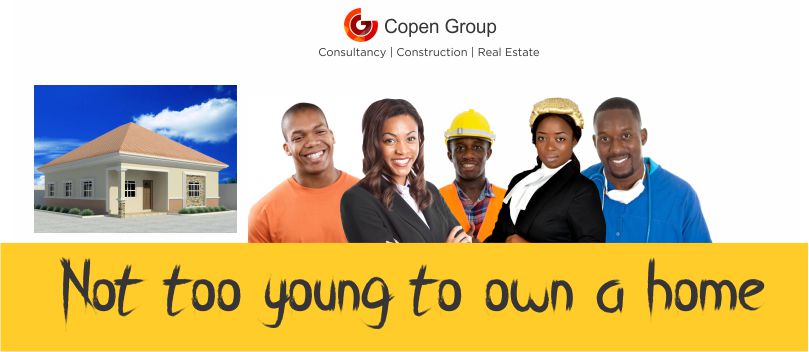 Copen Group
Consultancy | Construction | Real Estate
Not too young to own a home